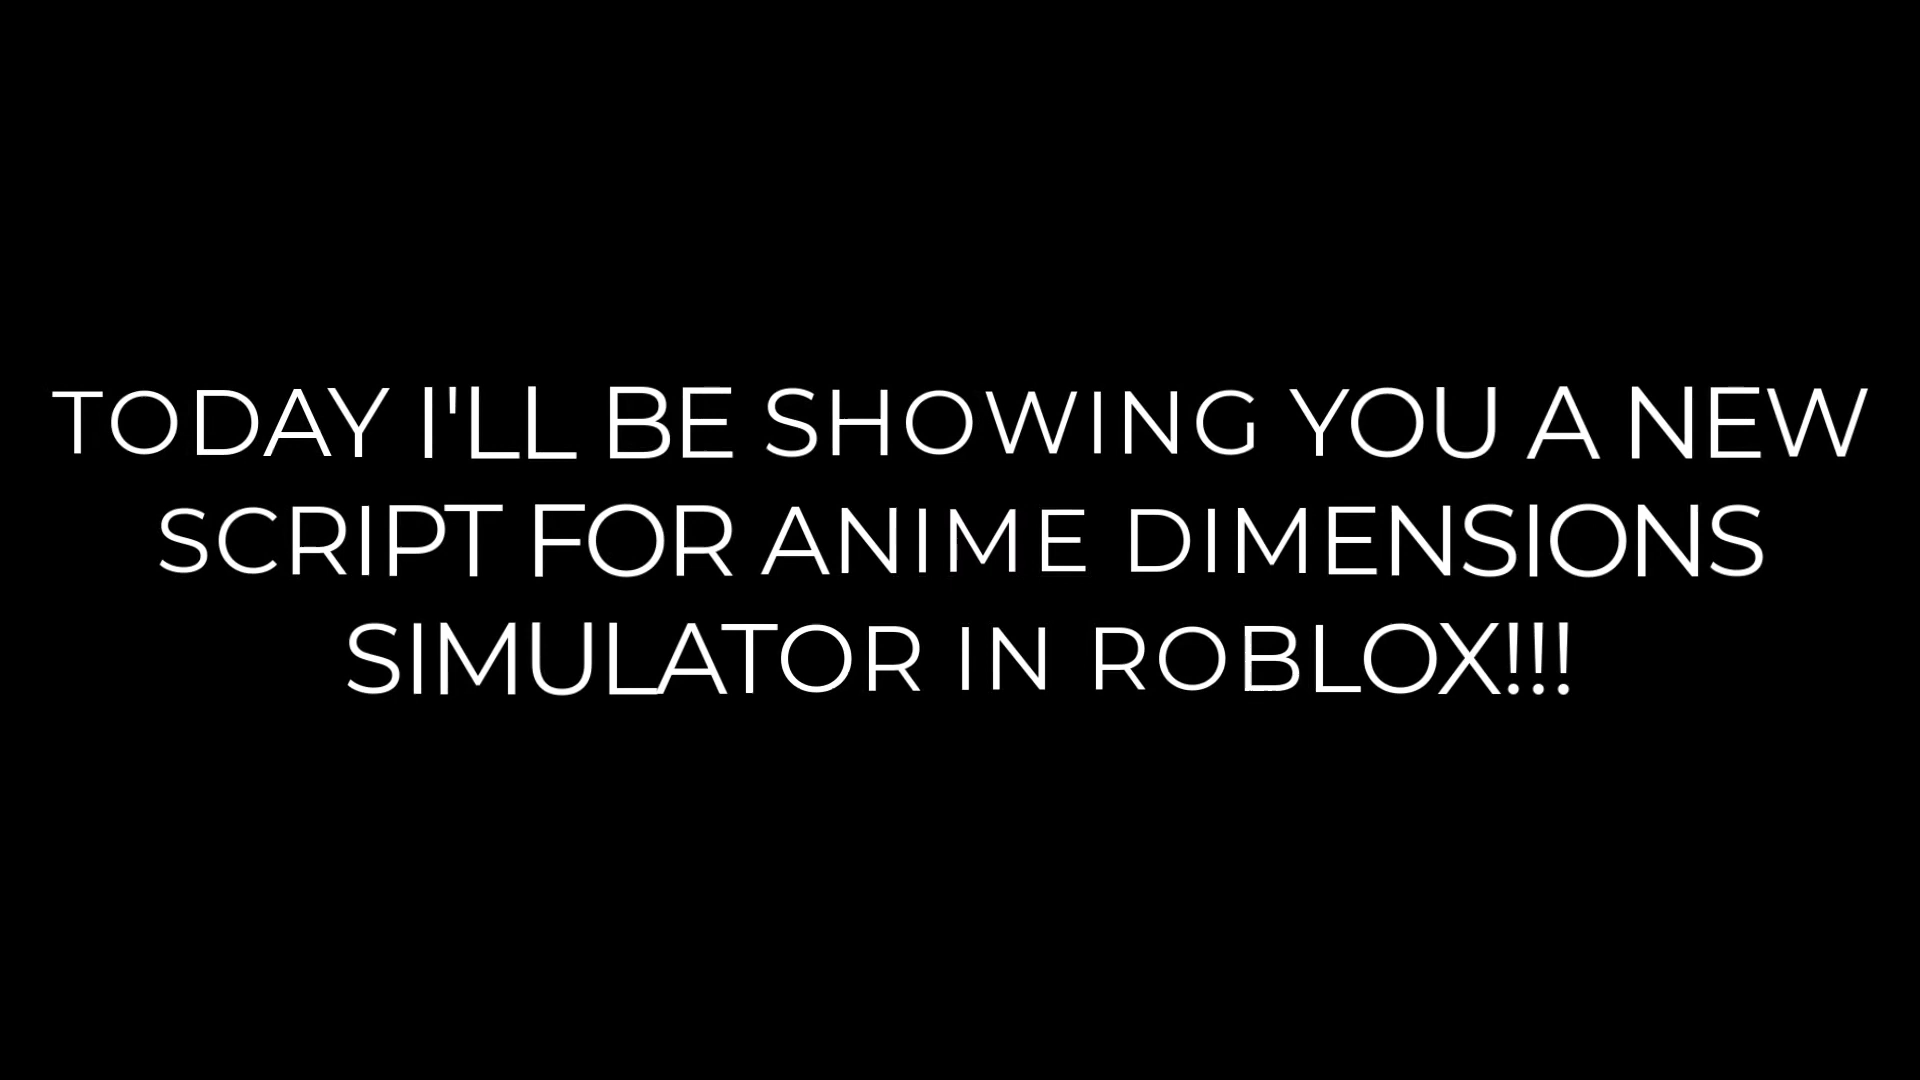 TODAY I'LL BE SHOWING YOU A NEW
SCRIPT FOR ANIME DIMENSIONS
SIMULATOR IN ROBLOX!!!